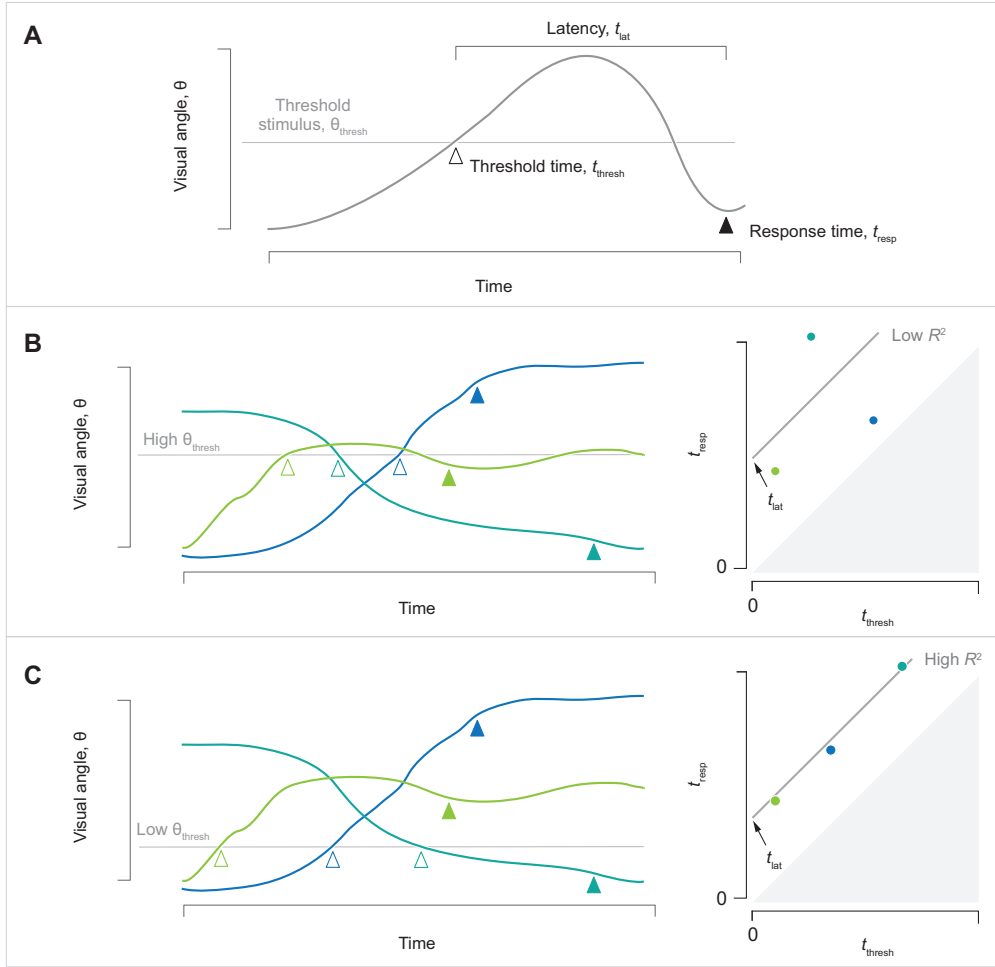 A
Latency, tlat
Visual angle, θ
Threshold
stimulus, θthresh
Threshold time, tthresh
Response time, tresp
Time
B
Visual angle, θ
High θthresh
Time
Low R²
tresp
tlat
0
0
tthresh
C
Visual angle, θ
Low θthresh
Time
High R²
tresp
tlat
0
0
tthresh